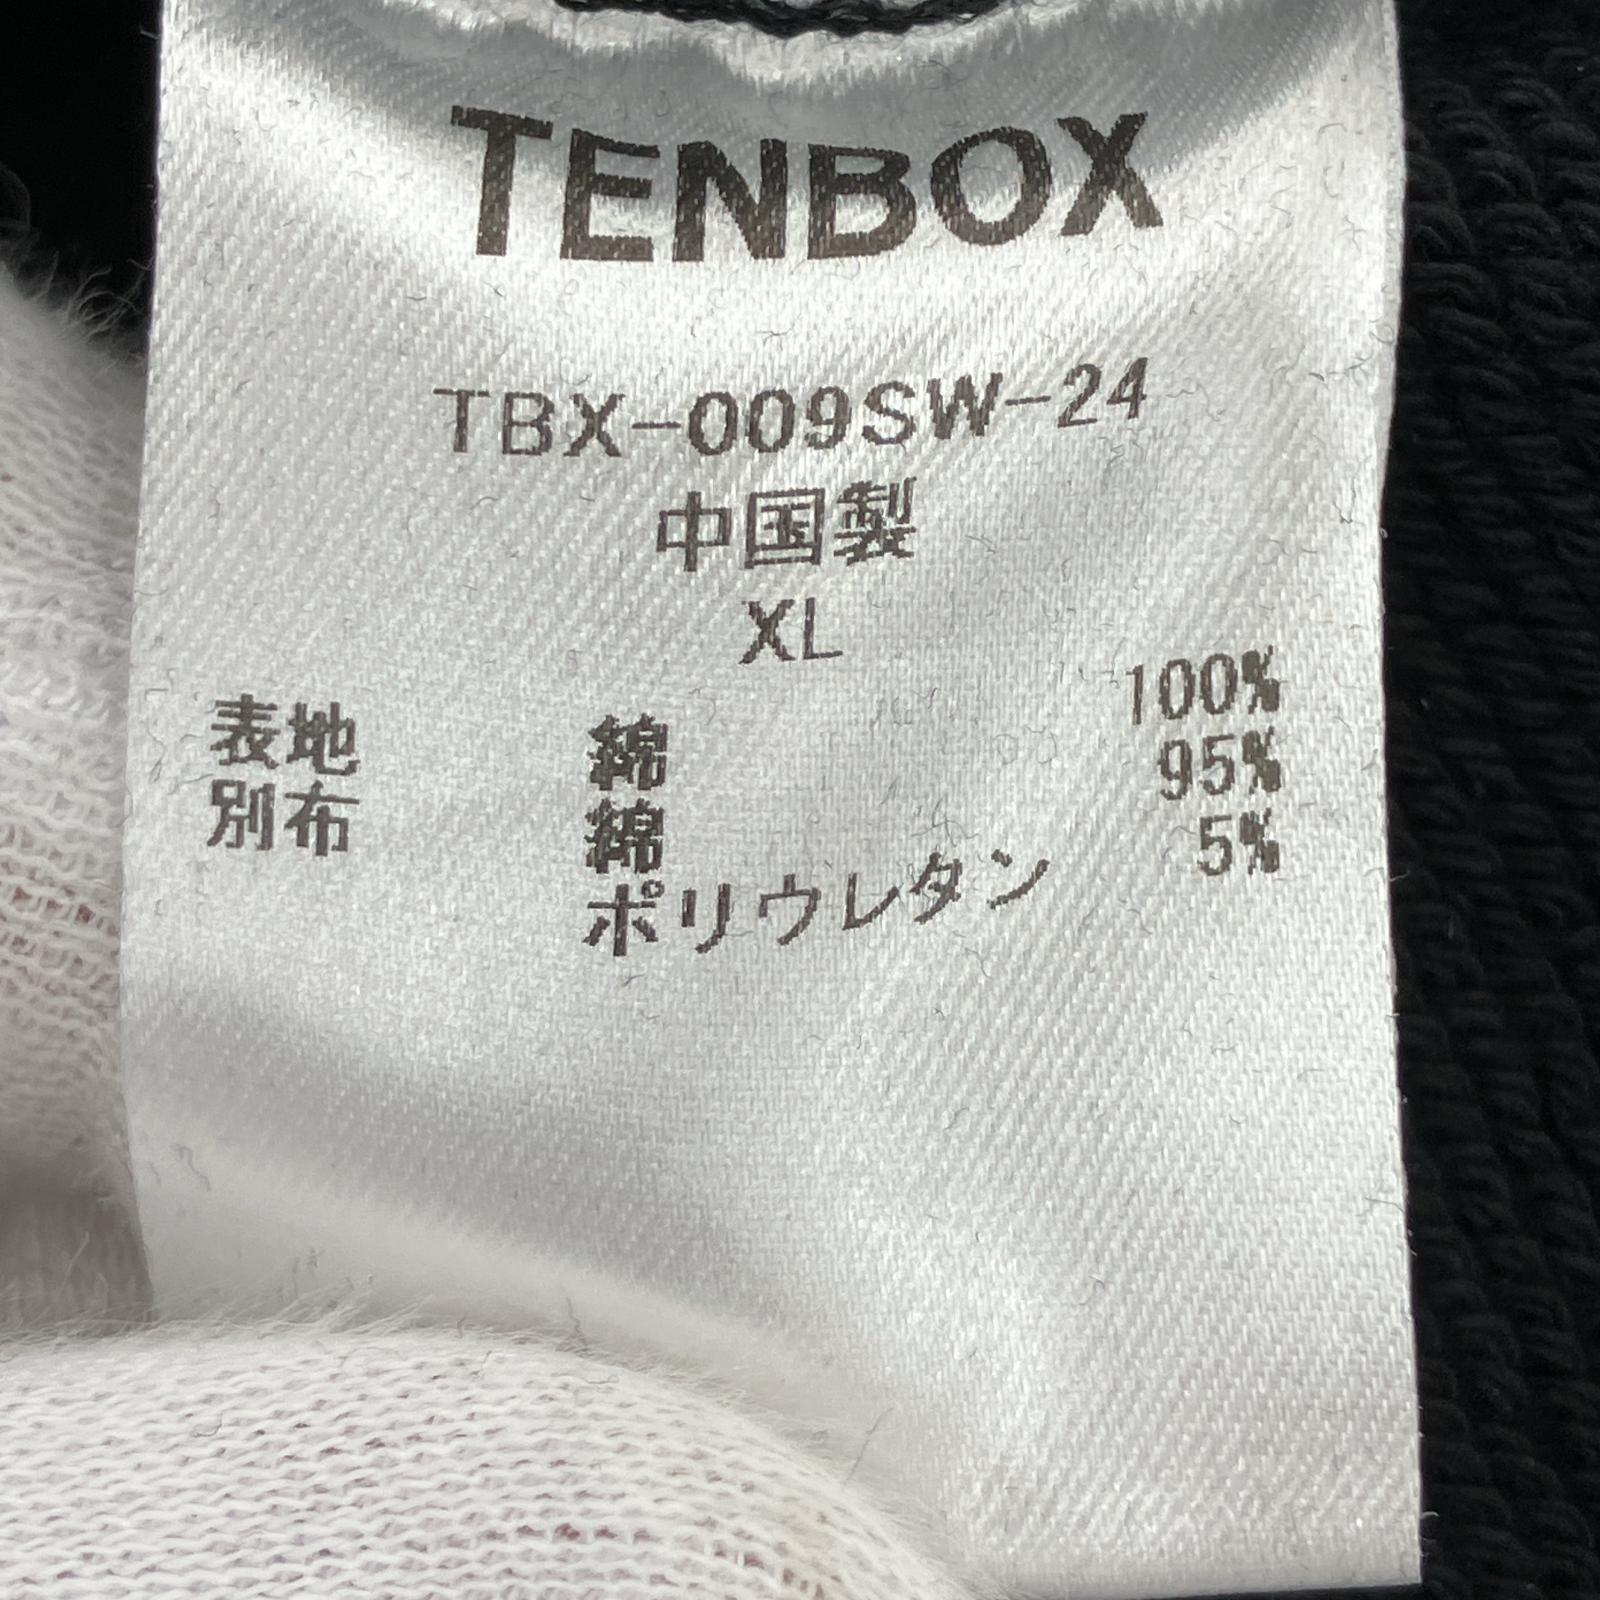 TENBOX
TBX-009SW-24
中国製
XL
表地 綿 100%
別布 綿 95%
ポリウレタン 5%